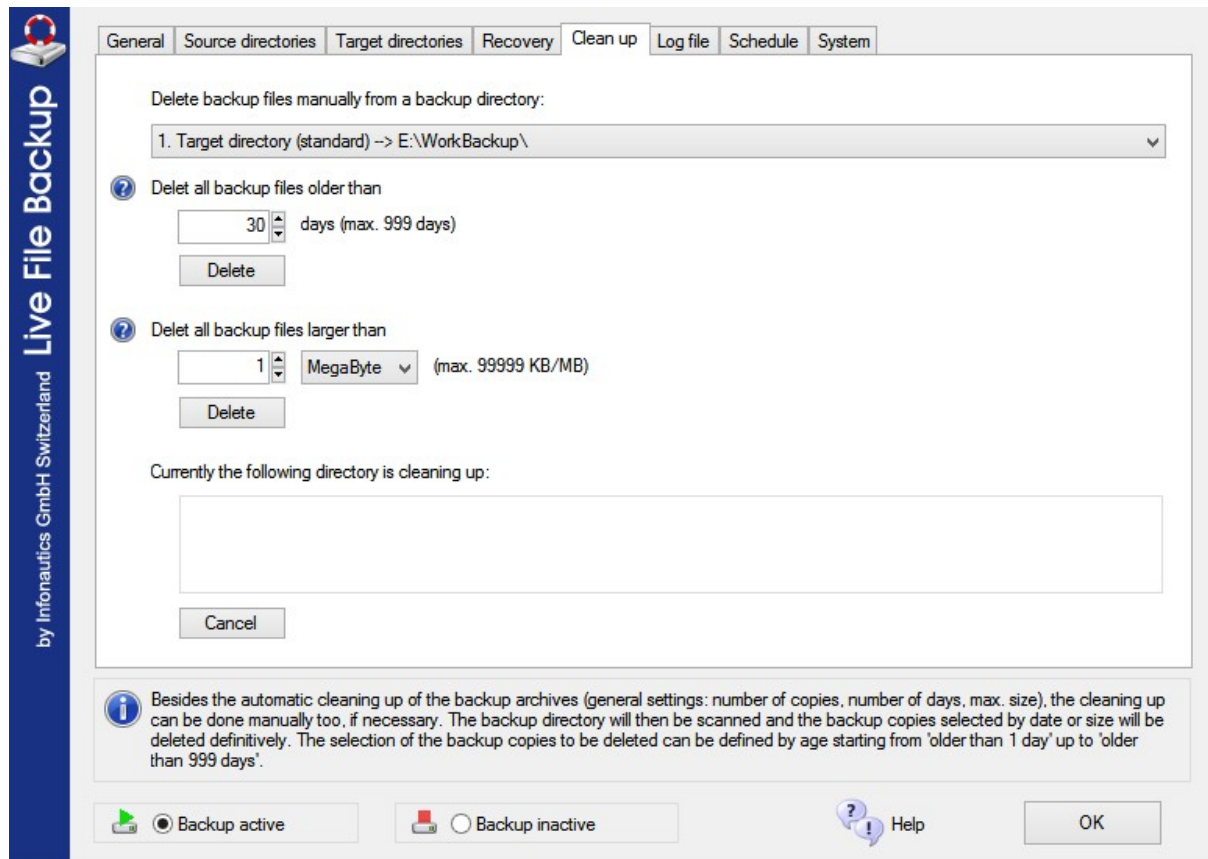 General
Source directories
Target directories
Recovery
Clean up
Log file
Schedule
System
Delete backup files manually from a backup directory:
1. Target directory (standard) --> E:\WorkBackup\
Delet all backup files older than
30 days (max. 999 days)
Delete
Delet all backup files larger than
1 MegaByte (max. 99999 KB/MB)
Delete
Currently the following directory is cleaning up:
Cancel
Besides the automatic cleaning up of the backup archives (general settings: number of copies, number of days, max. size), the cleaning up
can be done manually too, if necessary. The backup directory will then be scanned and the backup copies selected by date or size will be
deleted definitively. The selection of the backup copies to be deleted can be defined by age starting from 'older than 1 day' up to 'older
than 999 days'.
Backup active
Backup inactive
Help
OK
by Infonautics GmbH Switzerland Live File Backup